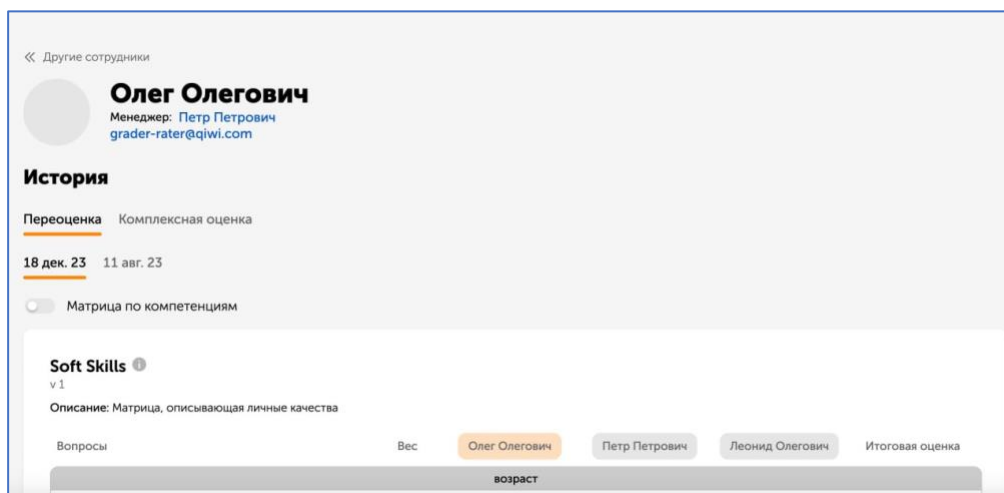 « Другие сотрудники
Олег Олегович
Менеджер: Петр Петрович
grader-rater@qiwi.com
История
Переоценка Комплексная оценка
18 дек. 23 11 авг. 23
Матрица по компетенциям
Soft Skills
v 1
Описание: Матрица, описывающая личные качества
Вопросы Вес Олег Олегович Петр Петрович Леонид Олегович Итоговая оценка
возраст